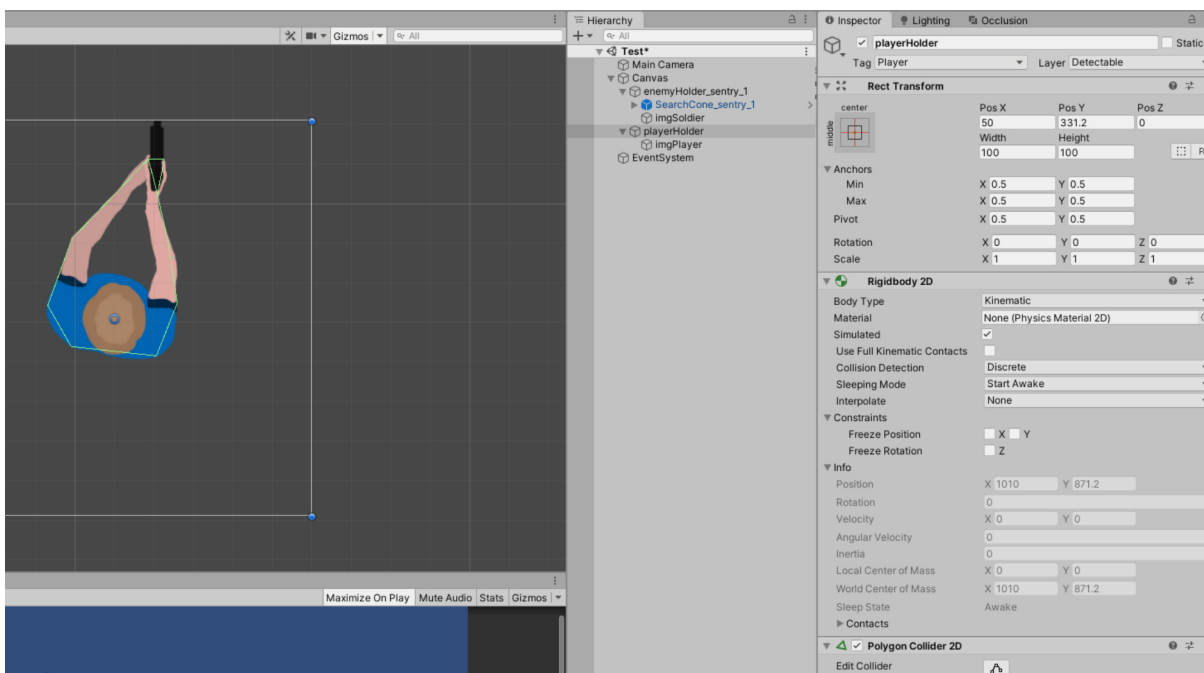 Gizmos
All
Maximize On Play Mute Audio Stats Gizmos
Hierarchy
All
Test*
Main Camera
Canvas
enemyHolder_sentry_1
SearchCone_sentry_1
imgSoldier
playerHolder
imgPlayer
EventSystem
Inspector Lighting Occlusion
playerHolder Static
Tag Player Layer Detectable
Rect Transform
center Pos X Pos Y Pos Z
middle 50 331.2 0
Width Height
100 100 R
Anchors
Min X 0.5 Y 0.5
Max X 0.5 Y 0.5
Pivot X 0.5 Y 0.5
Rotation X 0 Y 0 Z 0
Scale X 1 Y 1 Z 1
Rigidbody 2D
Body Type Kinematic
Material None (Physics Material 2D)
Simulated
Use Full Kinematic Contacts
Collision Detection Discrete
Sleeping Mode Start Awake
Interpolate None
Constraints
Freeze Position X Y
Freeze Rotation Z
Info
Position X 1010 Y 871.2
Rotation 0
Velocity X 0 Y 0
Angular Velocity 0
Inertia 0
Local Center of Mass X 0 Y 0
World Center of Mass X 1010 Y 871.2
Sleep State Awake
Contacts
Polygon Collider 2D
Edit Collider